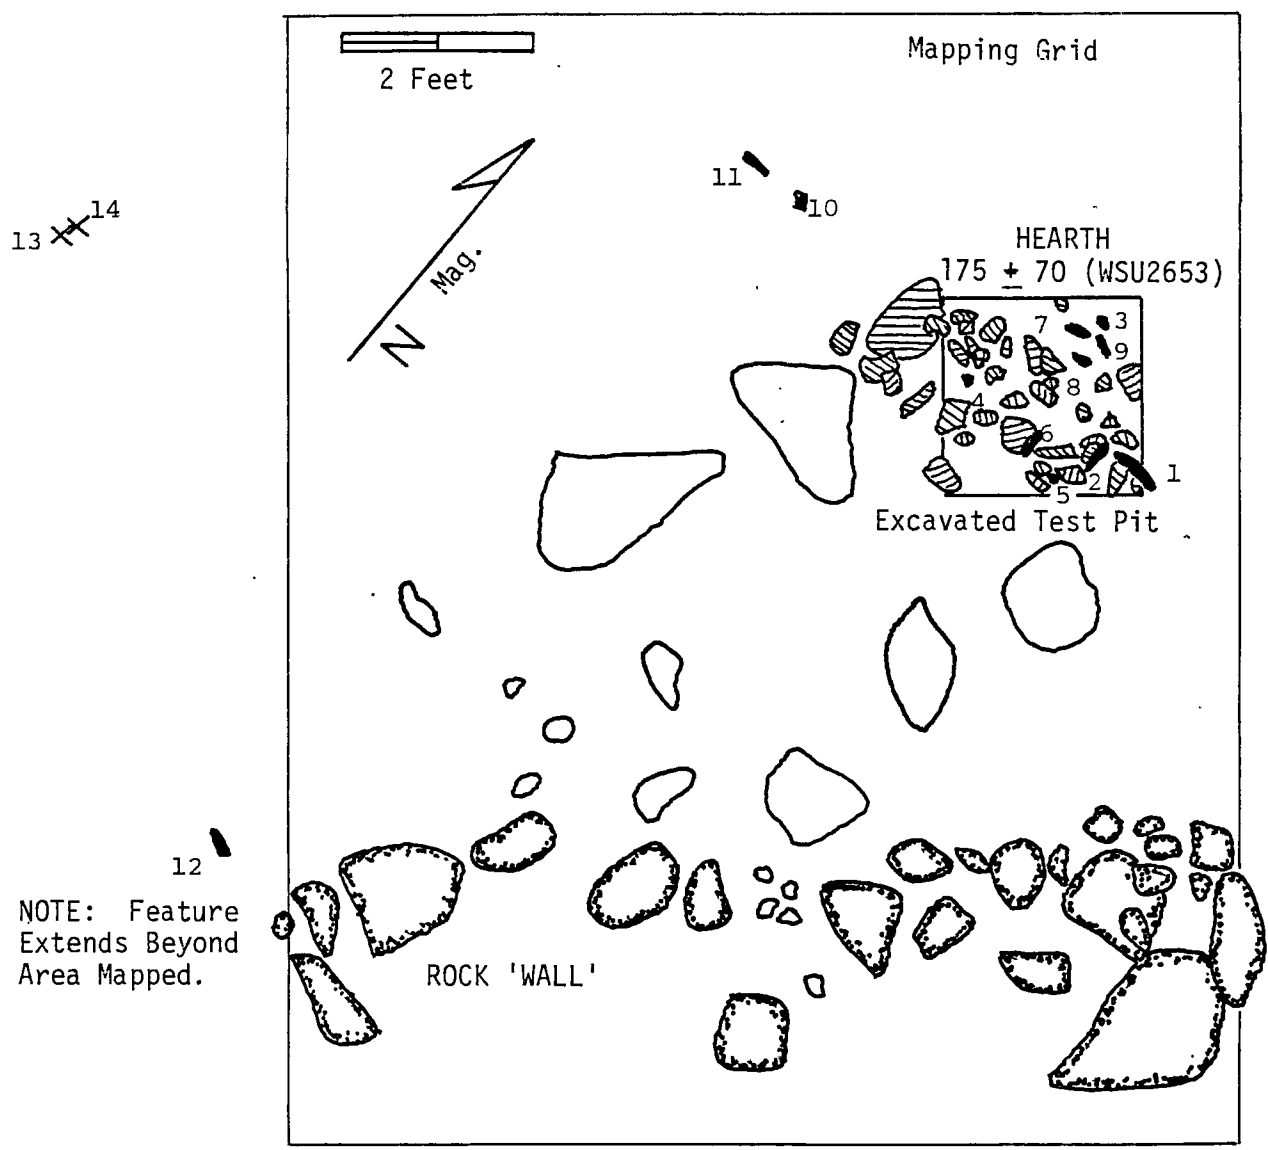 Mapping Grid
2 Feet
11
10
14
13
Mag.
N
HEARTH
175 ± 70 (WSU2653)
7
3
9
8
4
6
1
2
5
Excavated Test Pit
12
NOTE: Feature
Extends Beyond
Area Mapped.
ROCK 'WALL'